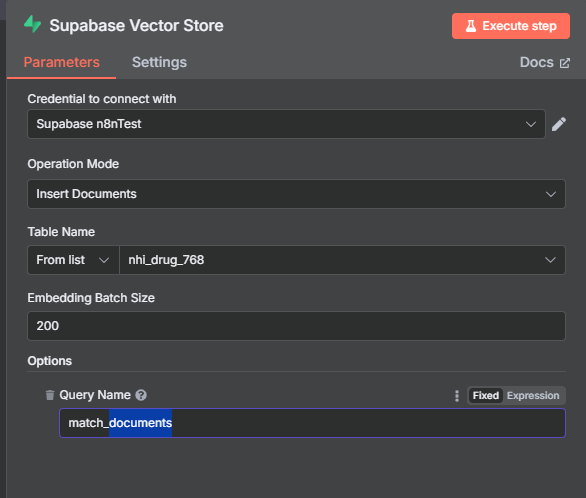 Supabase Vector Store
Execute step
Parameters
Settings
Docs
Credential to connect with
Supabase n8nTest
Operation Mode
Insert Documents
Table Name
From list
nhi_drug_768
Embedding Batch Size
200
Options
Query Name
Fixed
Expression
match_documents